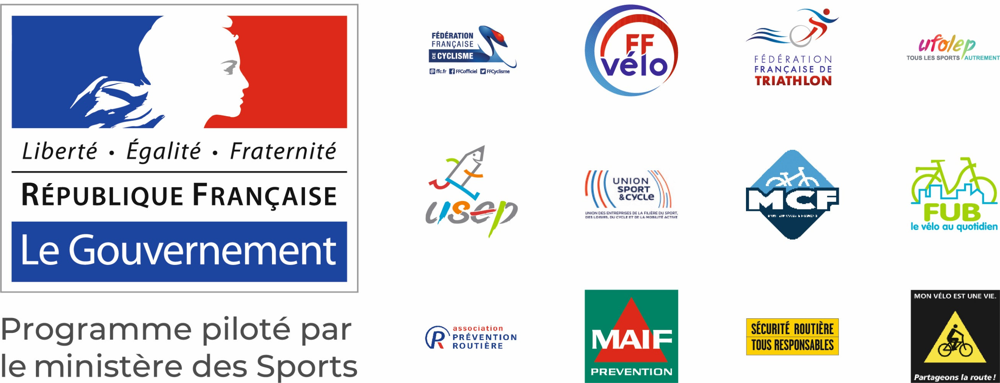 Liberté • Égalité • Fraternité
RÉPUBLIQUE FRANÇAISE
Le Gouvernement
Programme piloté par
le ministère des Sports
FÉDÉRATION
FRANÇAISE
DE CYCLISME
ffc.fr FFCofficiel FFCyclisme
FF
vélo
FÉDÉRATION
FRANÇAISE DE
TRIATHLON
ufolep
TOUS LES SPORTS AUTREMENT
usep
UNION
SPORT
&CYCLE
UNION DES ENTREPRISES DE LA FILIÈRE DU SPORT,
DES LOISIRS, DU CYCLE ET DE LA MOBILITÉ ACTIVE
MCF
FUB
le vélo au quotidien
association
PRÉVENTION
ROUTIÈRE
MAIF
PREVENTION
SÉCURITÉ ROUTIÈRE
TOUS RESPONSABLES
MON VÉLO EST UNE VIE.
Partageons la route !